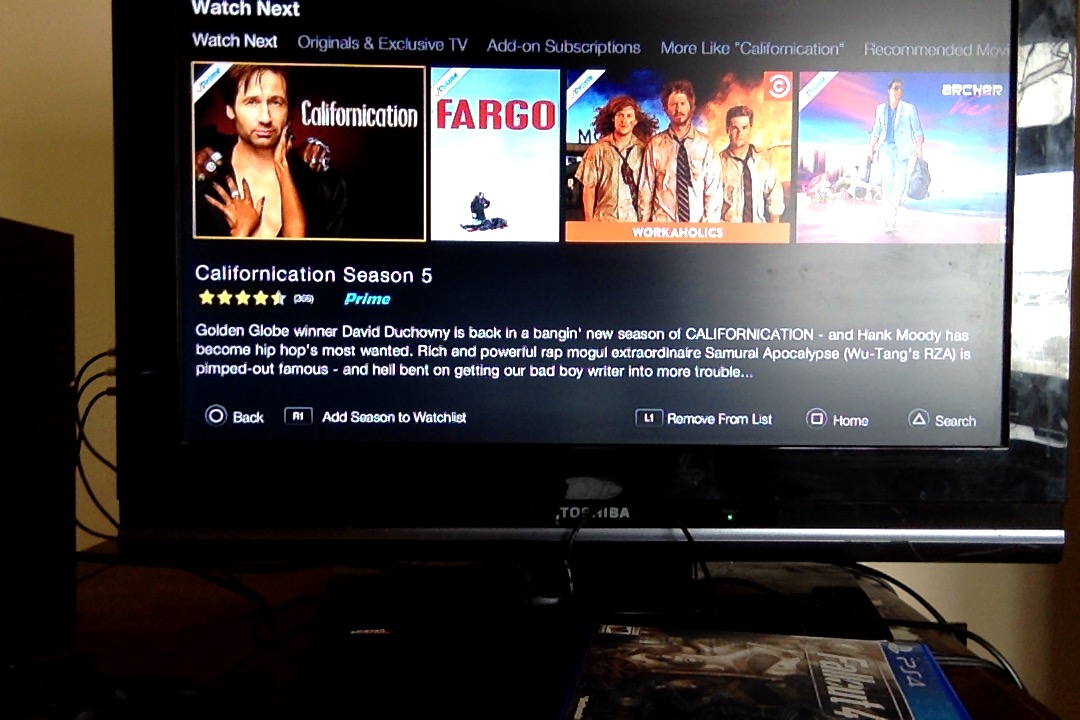 Watch Next
Watch Next Originals & Exclusive TV Add-on Subscriptions More Like "Californication" Recommended Movi
Prime Prime Prime Prime
Californication FARGO ARCHER
Vice
WORKAHOLICS
Californication Season 5
(365) Prime
Golden Globe winner David Duchovny is back in a bangin' new season of CALIFORNICATION - and Hank Moody has
become hip hop's most wanted. Rich and powerful rap mogul extraordinaire Samurai Apocalypse (Wu-Tang's RZA) is
pimped-out famous - and hell bent on getting our bad boy writer into more trouble...
Back R1 Add Season to Watchlist L1 Remove From List Home Search
TOSHIBA
Fallout 4
PS4